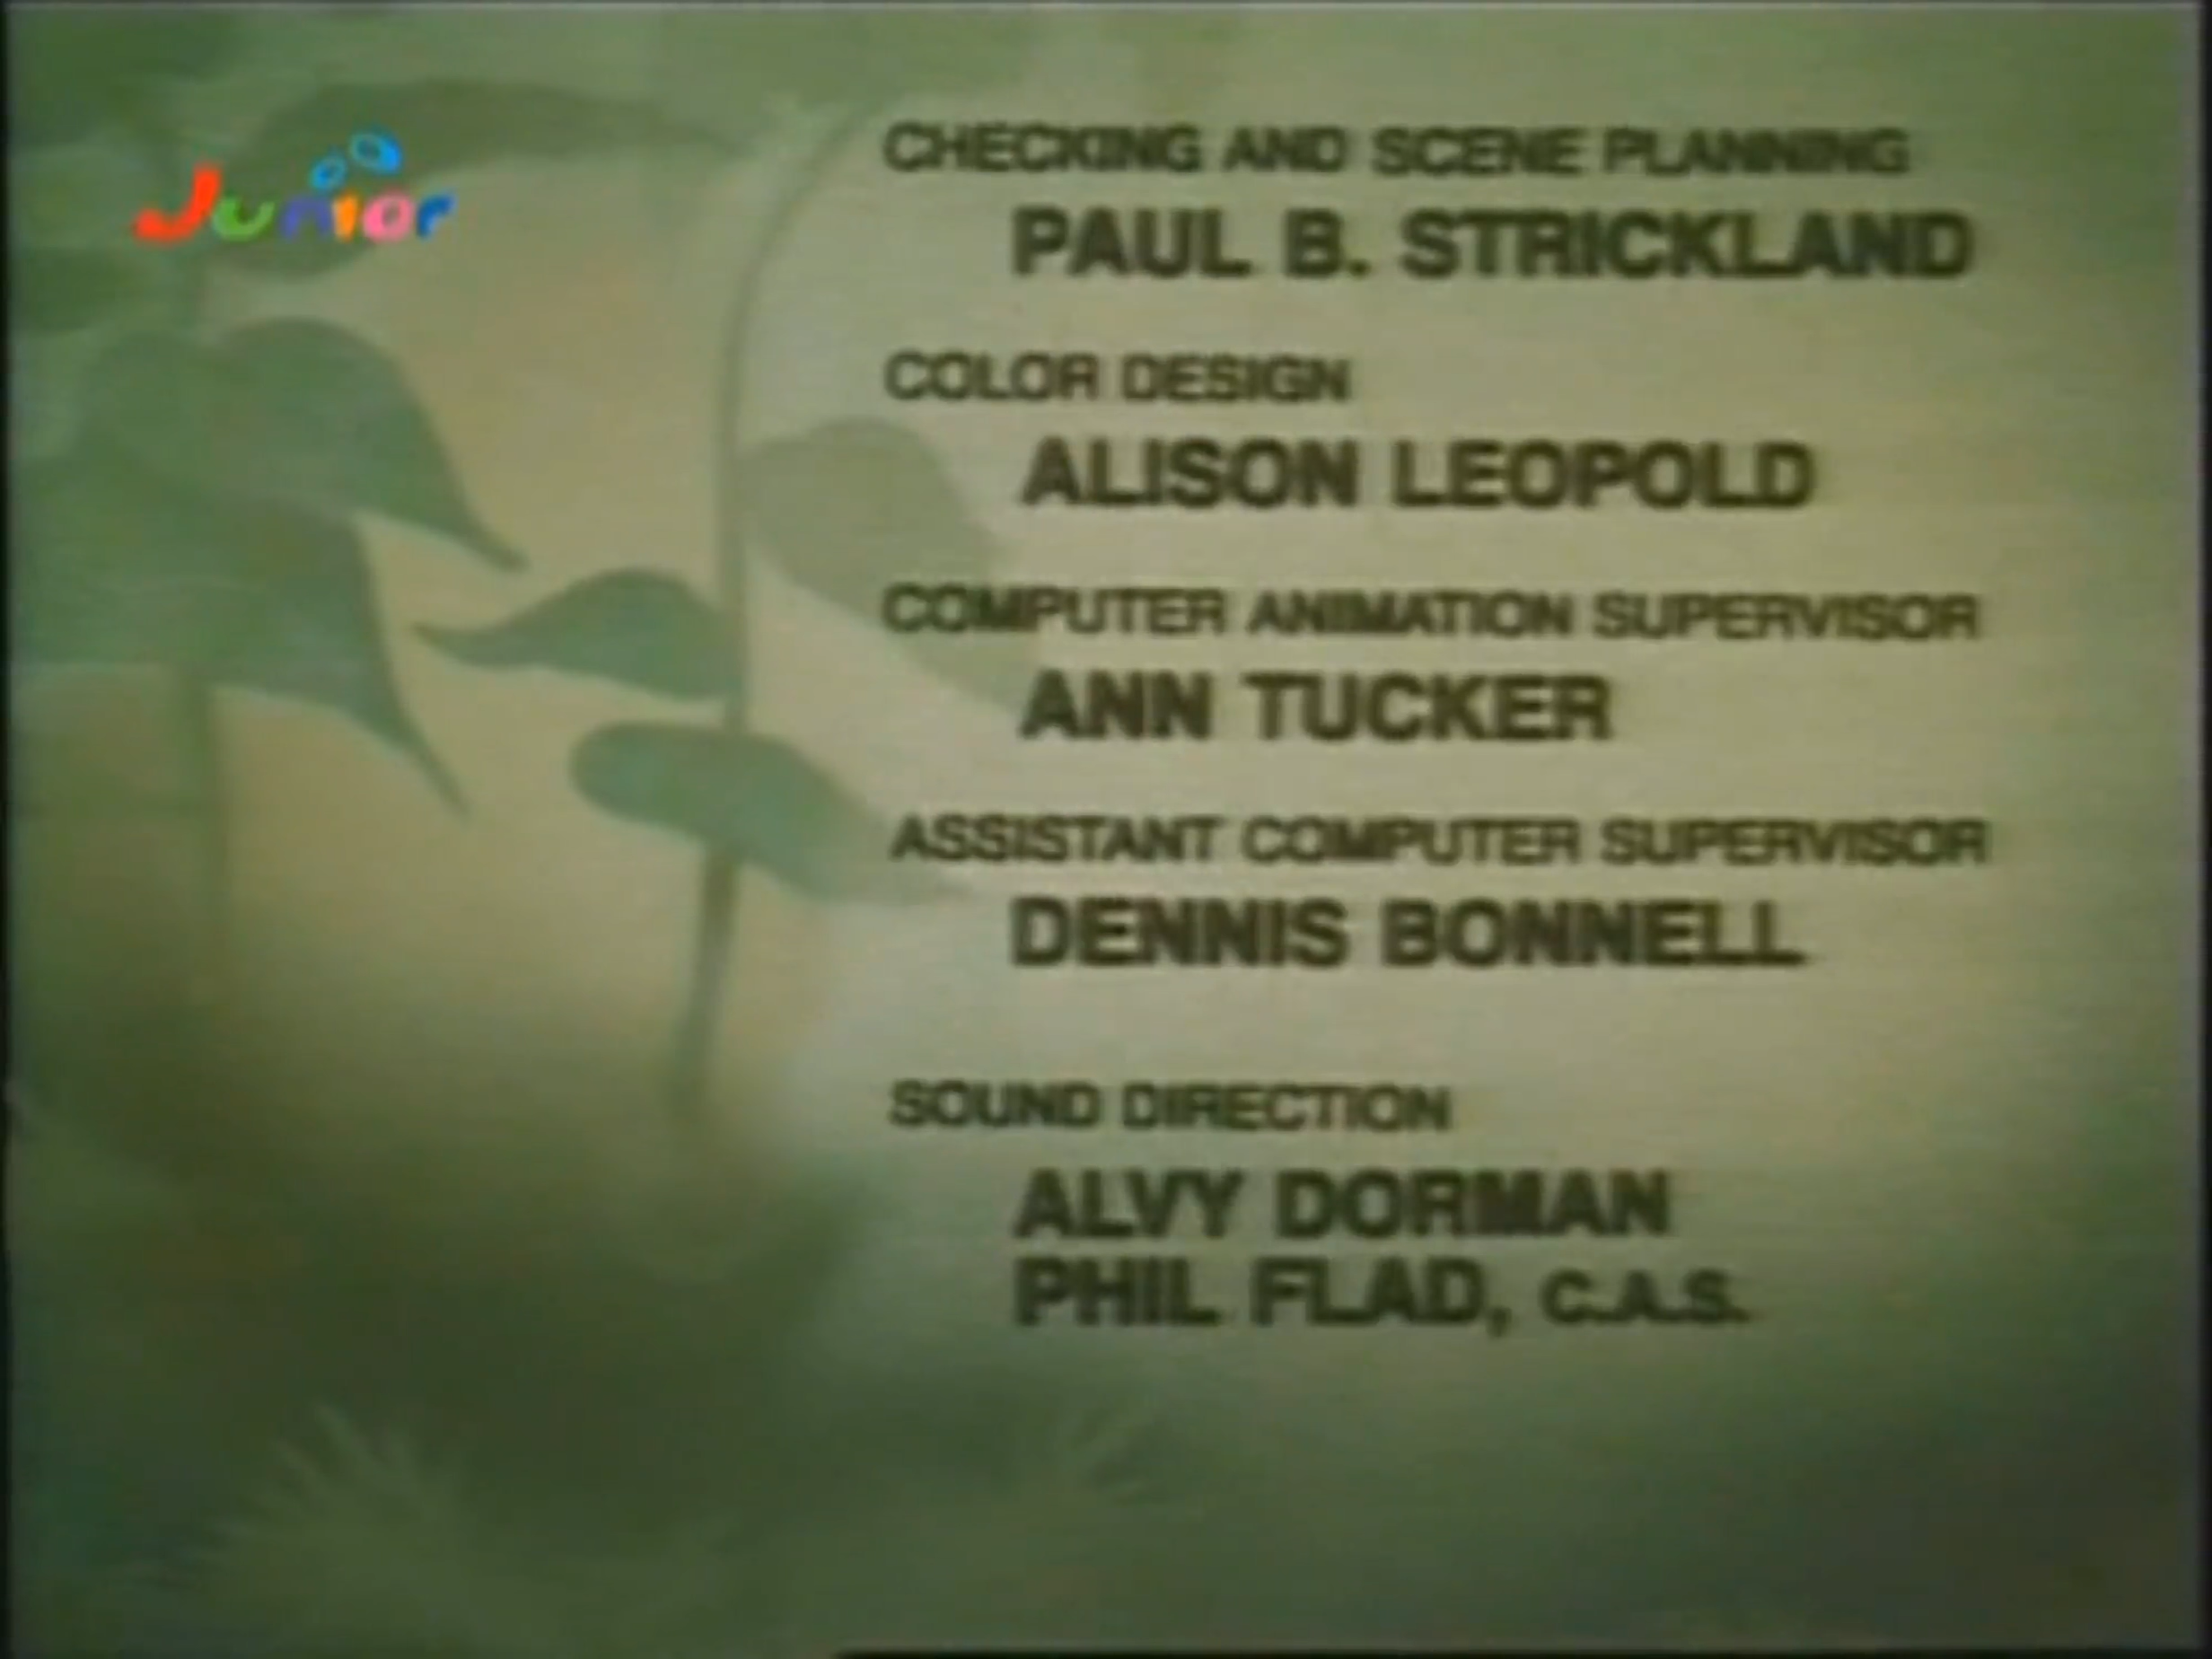 Junior
CHECKING AND SCENE PLANNING
PAUL B. STRICKLAND
COLOR DESIGN
ALISON LEOPOLD
COMPUTER ANIMATION SUPERVISOR
ANN TUCKER
ASSISTANT COMPUTER SUPERVISOR
DENNIS BONNELL
SOUND DIRECTION
ALVY DORMAN
PHIL FLAD, C.A.S.